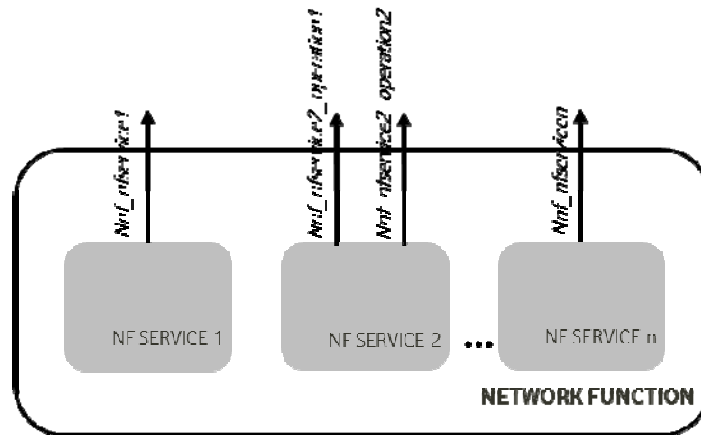 Nnf_nfservice1
Nnf_nfservice2_operation1
Nnf_nfservice2_operation2
Nnf_nfservicen
NF SERVICE 1
NF SERVICE 2
...
NF SERVICE n
NETWORK FUNCTION